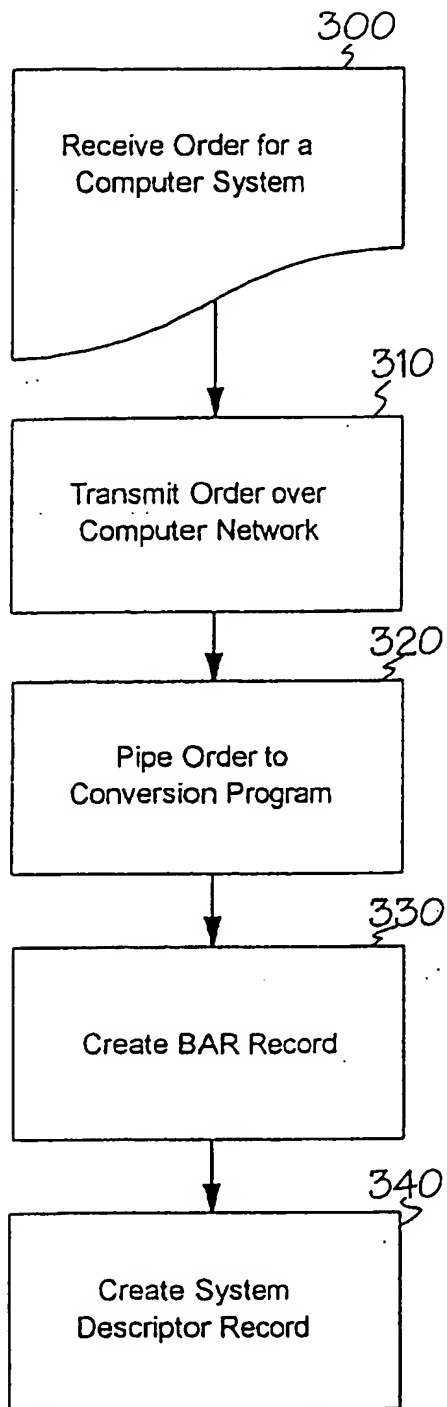 300
Receive Order for a
Computer System
310
Transmit Order over
Computer Network
320
Pipe Order to
Conversion Program
330
Create BAR Record
340
Create System
Descriptor Record